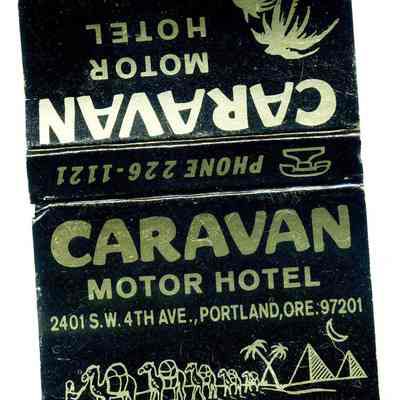 CARAVAN
MOTOR
HOTEL
PHONE 226-1121
CARAVAN
MOTOR HOTEL
2401 S.W. 4TH AVE., PORTLAND, ORE. 97201